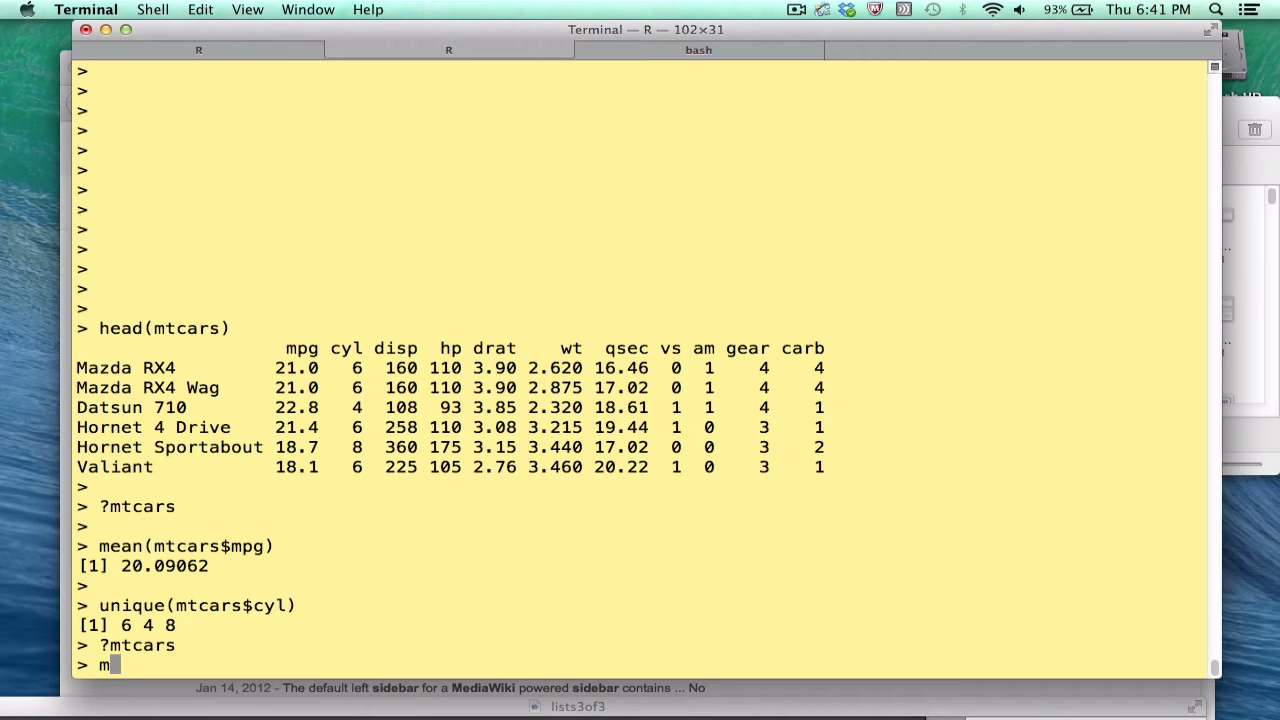 Terminal Shell Edit View Window Help 93% Thu 6:41 PM
Terminal — R — 102×31
R R bash
>
>
>
>
>
>
>
>
>
>
>
>
>
> head(mtcars)
mpg cyl disp hp drat wt qsec vs am gear carb
Mazda RX4 21.0 6 160 110 3.90 2.620 16.46 0 1 4 4
Mazda RX4 Wag 21.0 6 160 110 3.90 2.875 17.02 0 1 4 4
Datsun 710 22.8 4 108 93 3.85 2.320 18.61 1 1 4 1
Hornet 4 Drive 21.4 6 258 110 3.08 3.215 19.44 1 0 3 1
Hornet Sportabout 18.7 8 360 175 3.15 3.440 17.02 0 0 3 2
Valiant 18.1 6 225 105 2.76 3.460 20.22 1 0 3 1
>
> ?mtcars
>
> mean(mtcars$mpg)
[1] 20.09062
>
> unique(mtcars$cyl)
[1] 6 4 8
> ?mtcars
> m
Jan 14, 2012 - The default left sidebar for a MediaWiki powered sidebar contains ... No
lists3of3